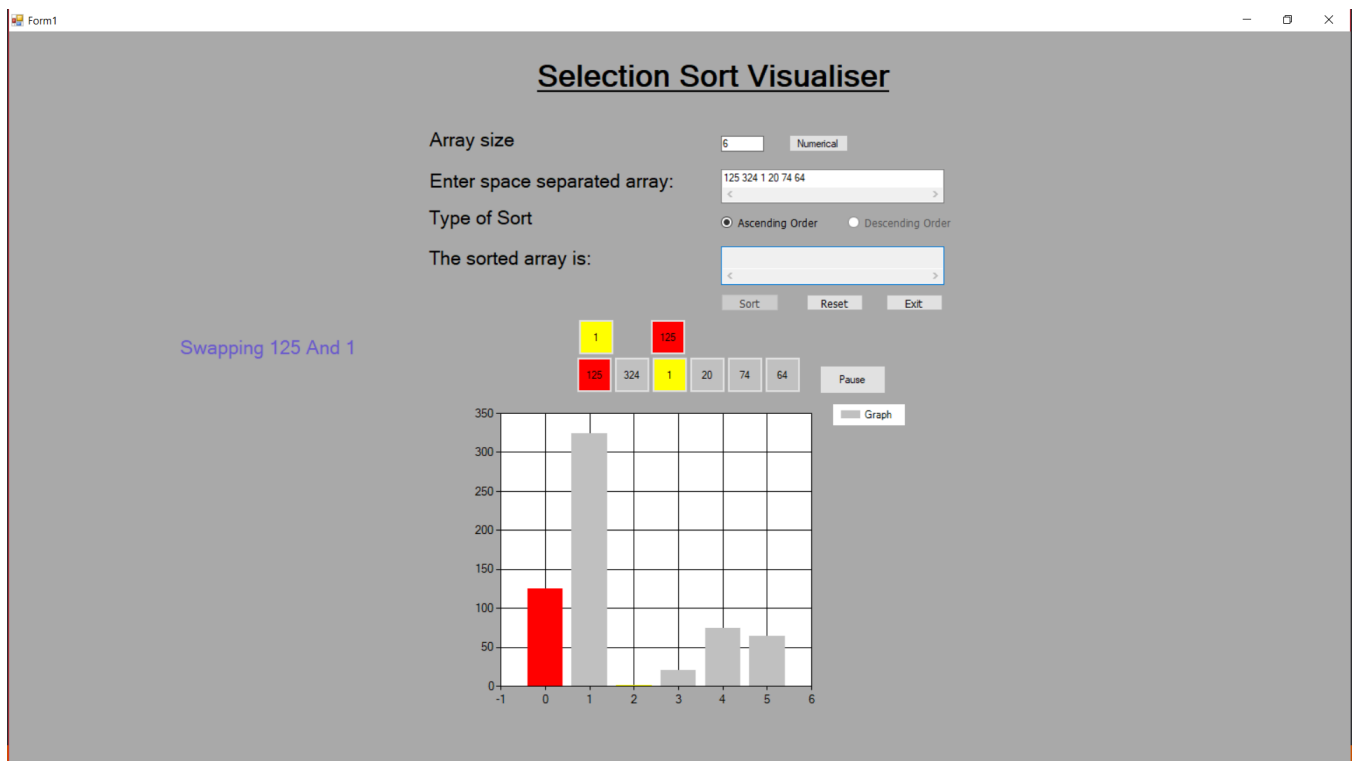 Form1
Selection Sort Visualiser
Array size
6
Numerical
Enter space separated array:
125 324 1 20 74 64
Type of Sort
Ascending Order
Descending Order
The sorted array is:
Sort
Reset
Exit
Swapping 125 And 1
1
125
125
324
1
20
74
64
Pause
Graph
350
300
250
200
150
100
50
0
-1 0 1 2 3 4 5 6